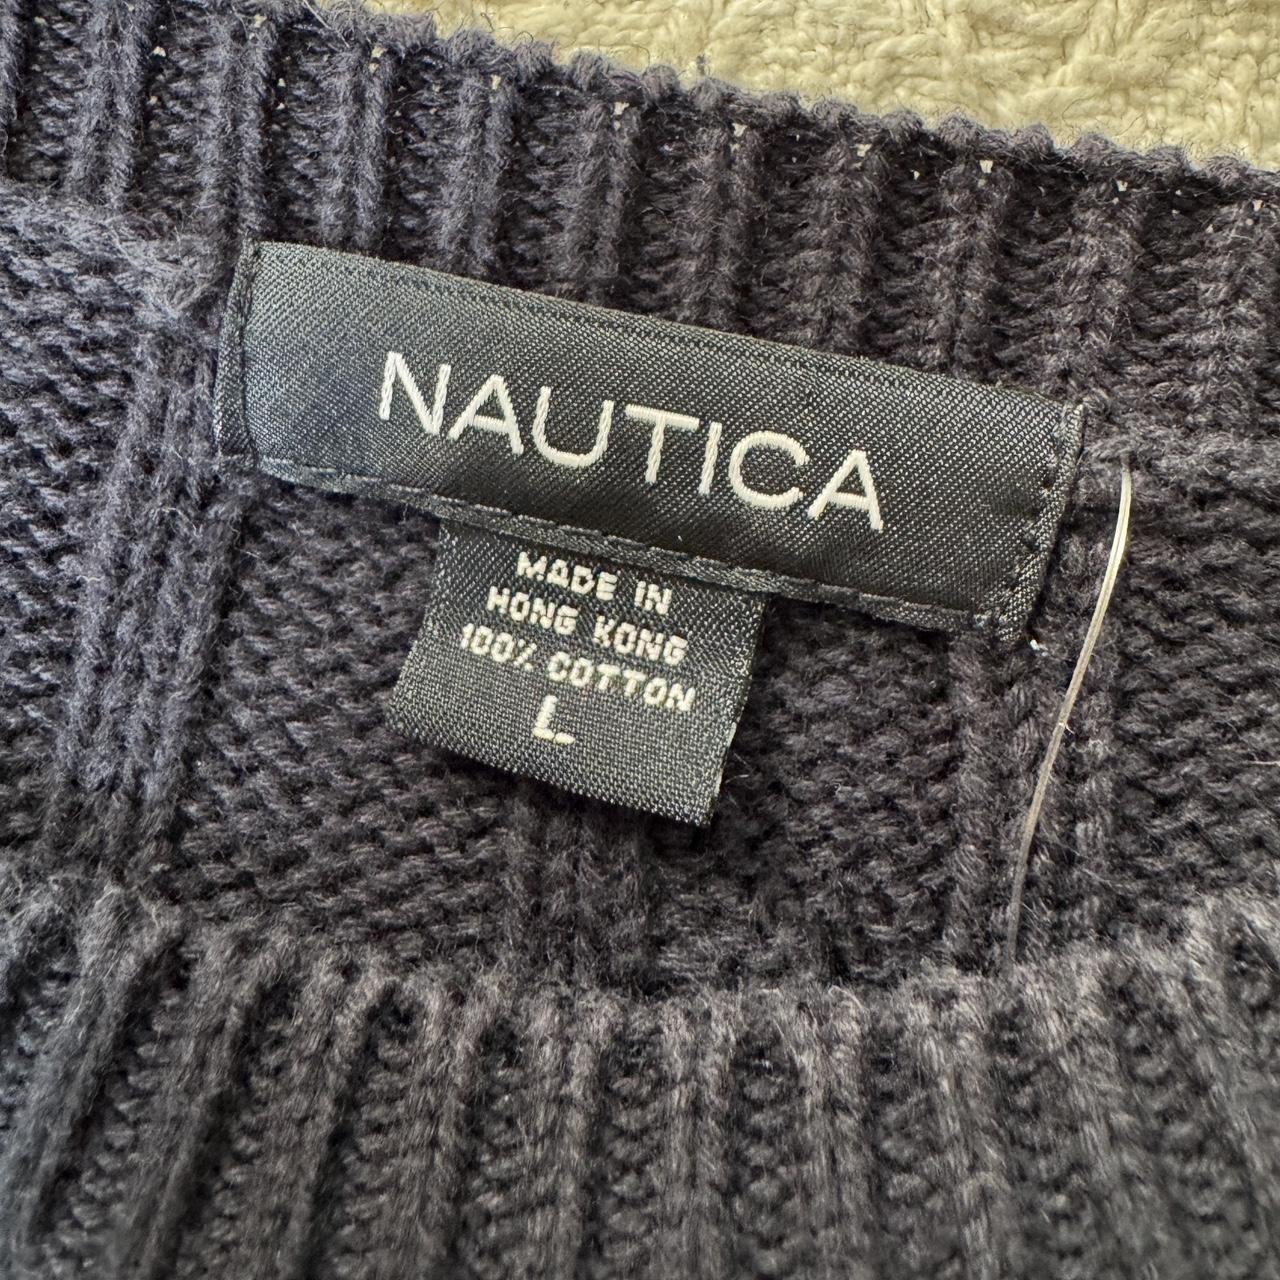 NAUTICA
MADE IN
HONG KONG
100% COTTON
L